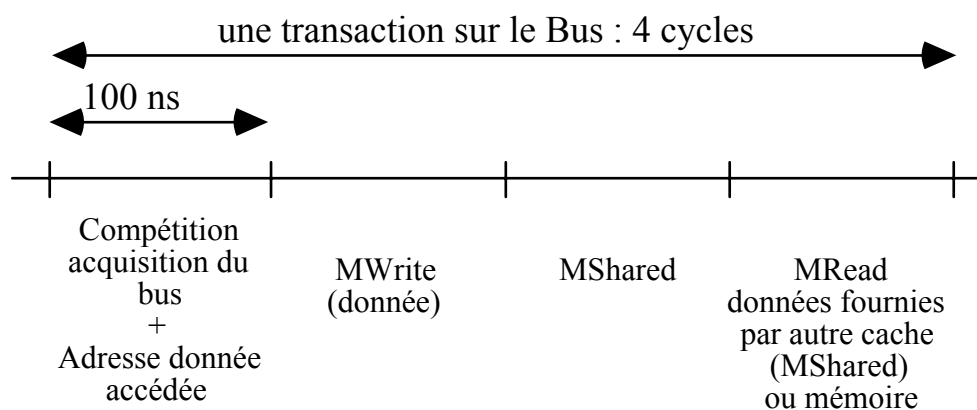 une transaction sur le Bus : 4 cycles
100 ns
Compétition
acquisition du
bus
+
Adresse donnée
accédée
MWrite
(donnée)
MShared
MRead
données fournies
par autre cache
(MShared)
ou mémoire